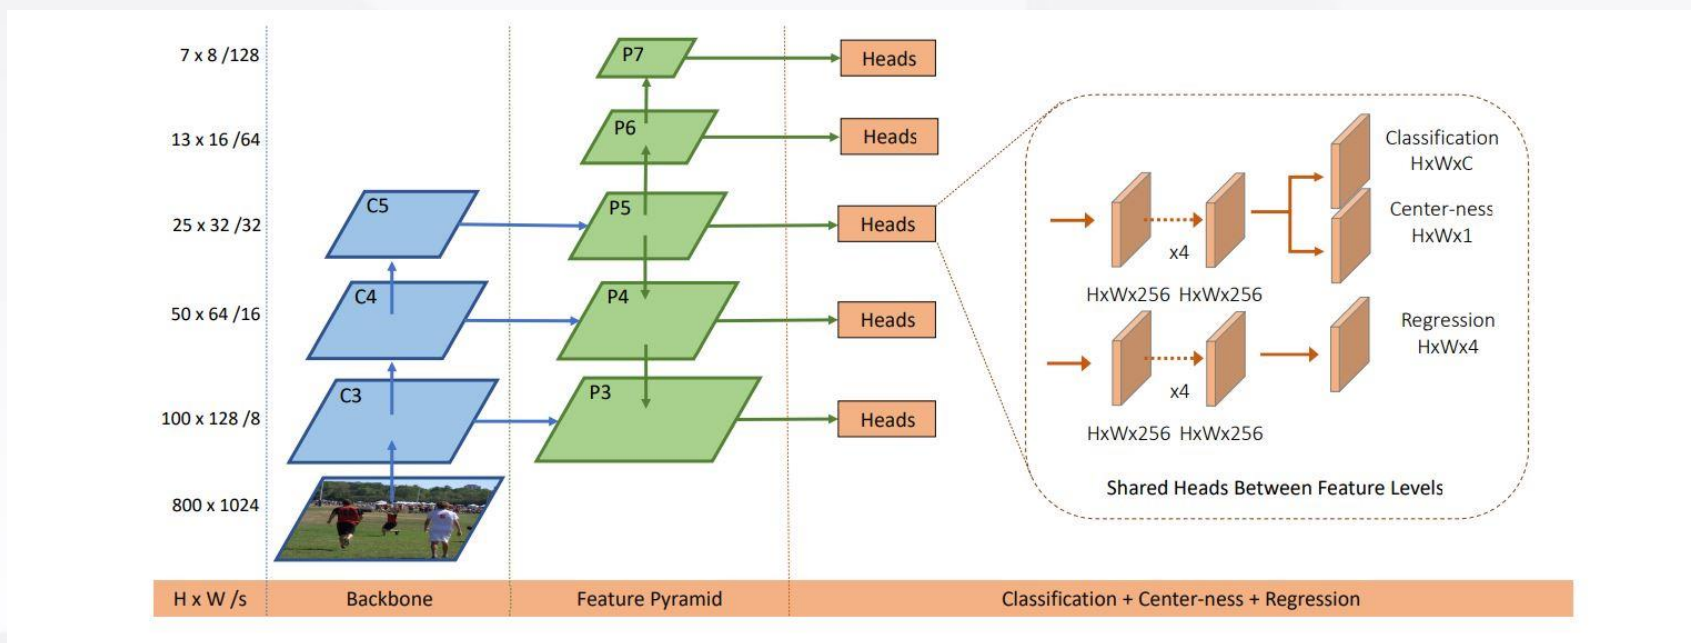 7 x 8 /128
P7
Heads
13 x 16 /64
P6
Heads
25 x 32 /32
C5
P5
Heads
50 x 64 /16
C4
P4
Heads
100 x 128 /8
C3
P3
Heads
800 x 1024
Classification
HxWxC
Center-ness
HxWx1
x4
HxWx256 HxWx256
Regression
HxWx4
x4
HxWx256 HxWx256
Shared Heads Between Feature Levels
H x W /s
Backbone
Feature Pyramid
Classification + Center-ness + Regression